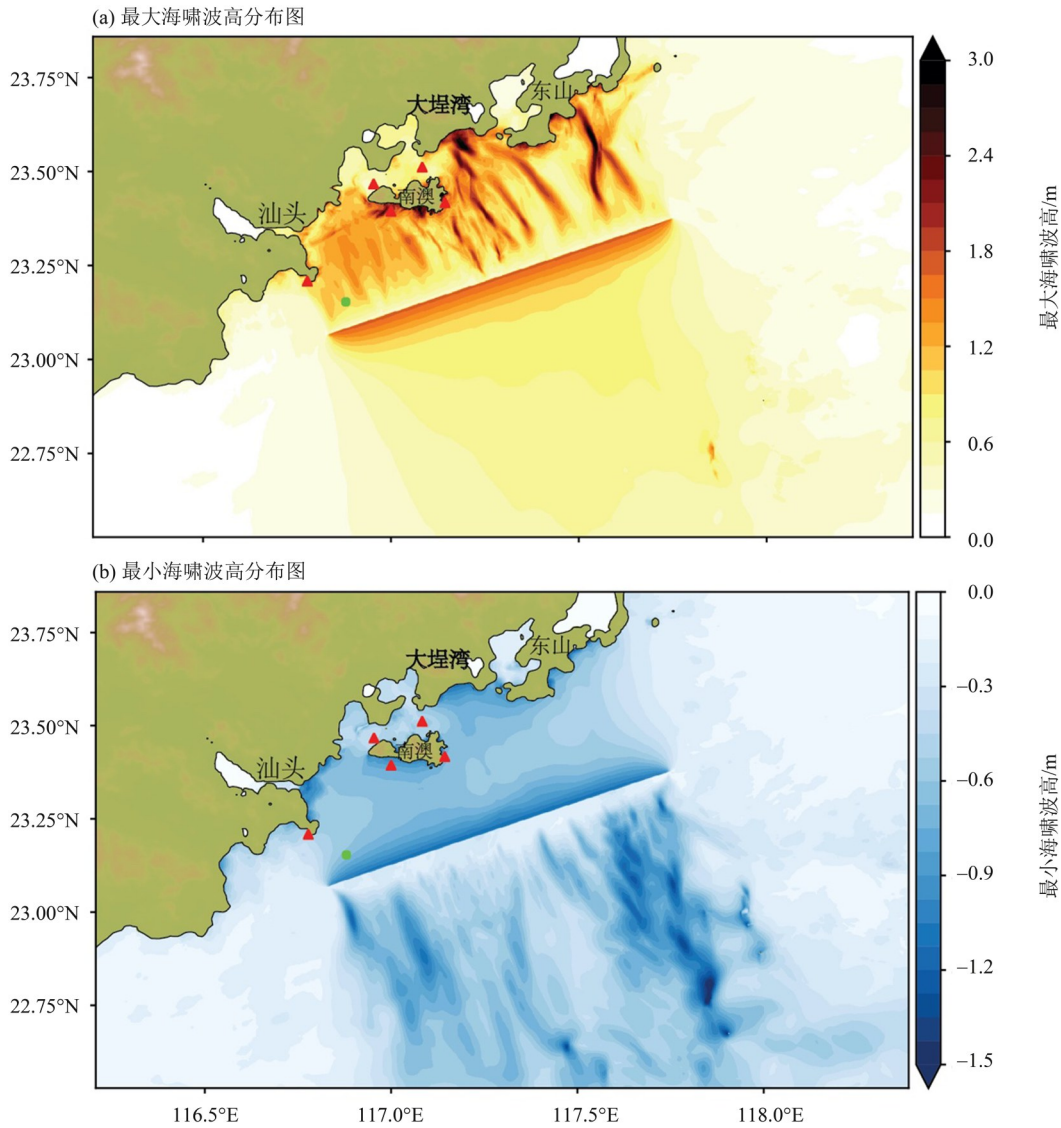 (a) 最大海啸波高分布图
23.75°N
23.50°N
23.25°N
23.00°N
22.75°N
大埕湾
东山
南澳
汕头
3.0
2.4
1.8
1.2
0.6
0.0
最大海啸波高/m
(b) 最小海啸波高分布图
23.75°N
23.50°N
23.25°N
23.00°N
22.75°N
大埕湾
东山
南澳
汕头
0.0
−0.3
−0.6
−0.9
−1.2
−1.5
最小海啸波高/m
116.5°E
117.0°E
117.5°E
118.0°E